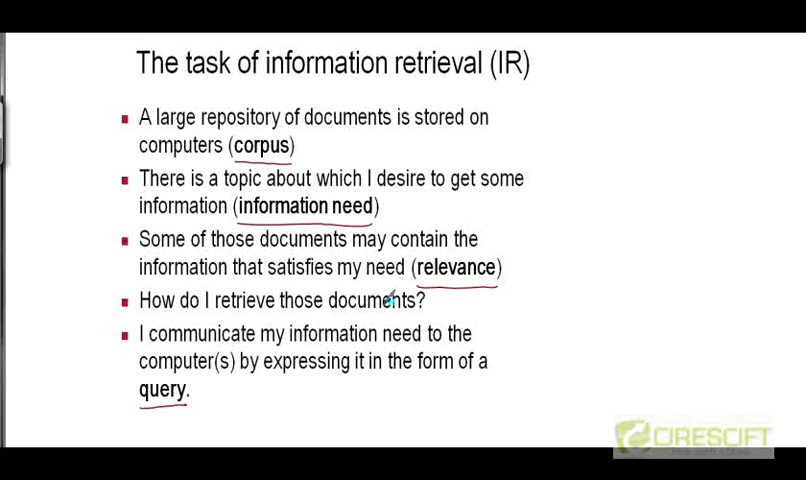 The task of information retrieval (IR)
A large repository of documents is stored on
computers (corpus)
There is a topic about which I desire to get some
information (information need)
Some of those documents may contain the
information that satisfies my need (relevance)
How do I retrieve those documents?
I communicate my information need to the
computer(s) by expressing it in the form of a
query.
CIRESCIFT